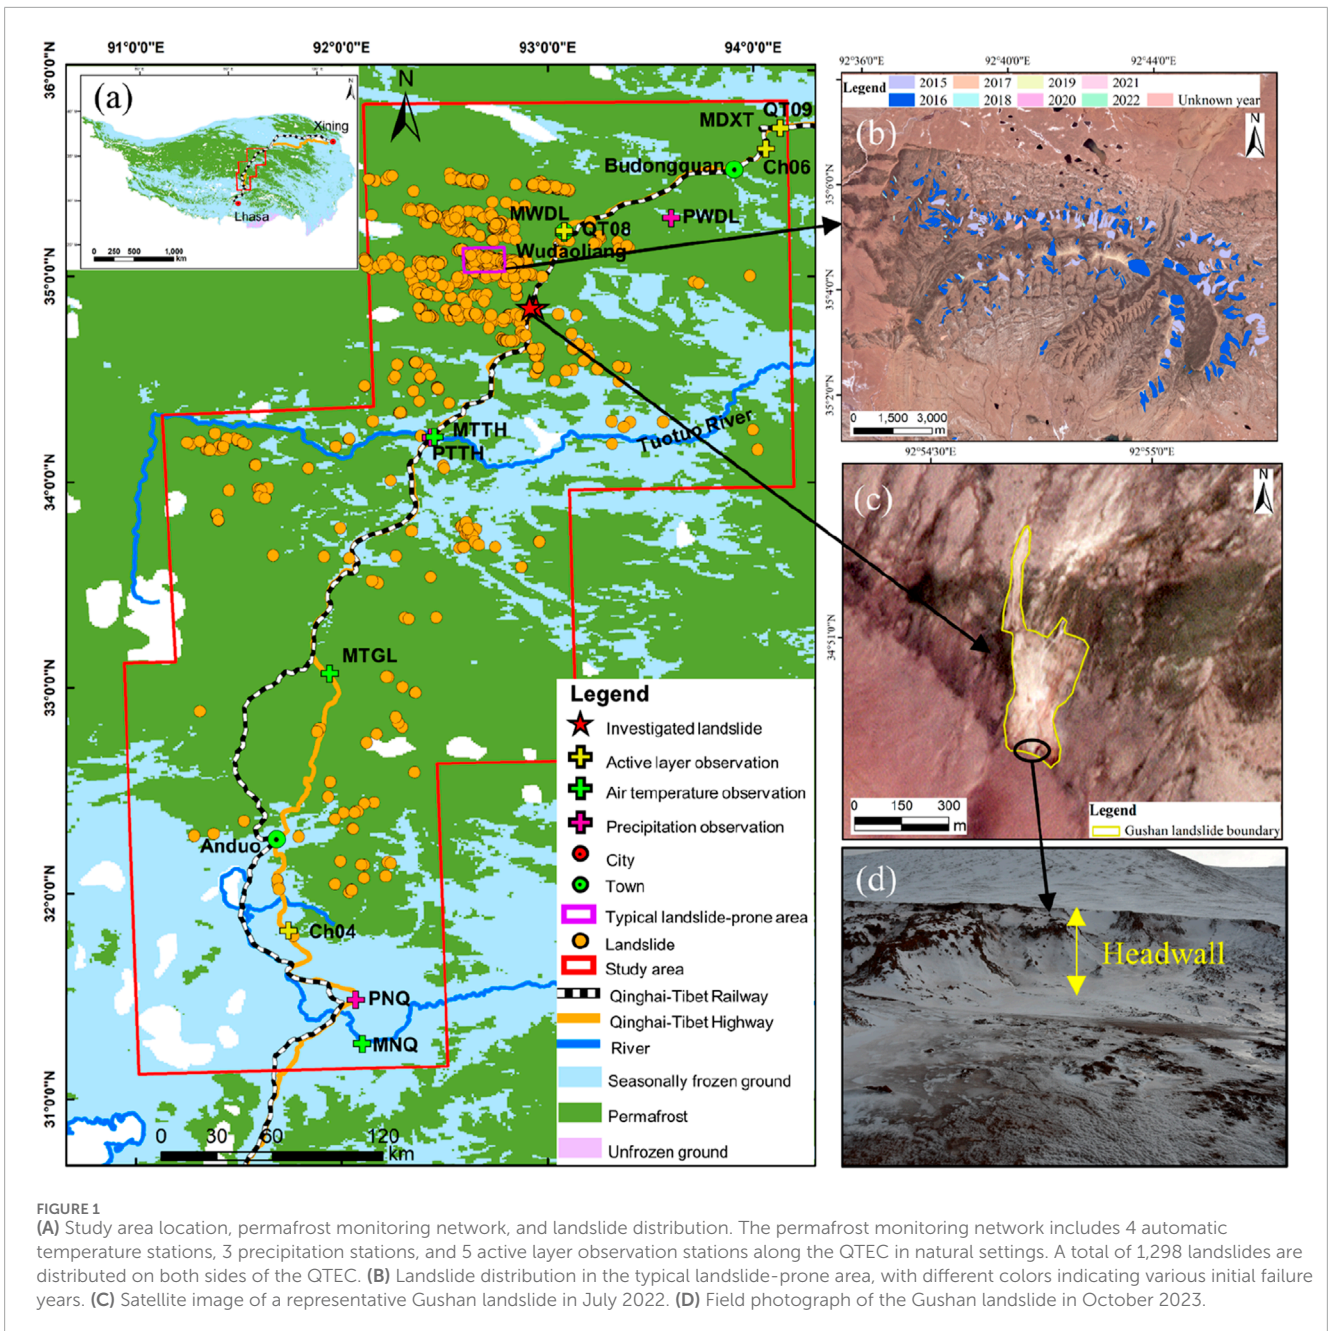 91°0'0"E 92°0'0"E 93°0'0"E 94°0'0"E
36°0'0"N
35°0'0"N
34°0'0"N
33°0'0"N
32°0'0"N
31°0'0"N
(a)
N
Xining
Lhasa
0 250 500 1,000
km
N
QT09
MDXT
Budongquan
Ch06
MWDL
PWDL
QT08
Wudaoliang
MTTH
PTTH
Tuotuo River
MTGL
Anduo
Ch04
PNQ
MNQ
0 30 60 120
km
Legend
Investigated landslide
Active layer observation
Air temperature observation
Precipitation observation
City
Town
Typical landslide-prone area
Landslide
Study area
Qinghai-Tibet Railway
Qinghai-Tibet Highway
River
Seasonally frozen ground
Permafrost
Unfrozen ground
92°36'0"E 92°40'0"E 92°44'0"E
Legend 2015 2017 2019 2021
2016 2018 2020 2022 Unknown year
(b)
N
35°6'0"N
35°4'0"N
35°2'0"N
0 1,500 3,000
m
92°54'30"E 92°55'0"E
(c)
N
34°51'0"N
0 150 300
m
Legend
Gushan landslide boundary
(d)
Headwall
FIGURE 1
(A) Study area location, permafrost monitoring network, and landslide distribution. The permafrost monitoring network includes 4 automatic
temperature stations, 3 precipitation stations, and 5 active layer observation stations along the QTEC in natural settings. A total of 1,298 landslides are
distributed on both sides of the QTEC. (B) Landslide distribution in the typical landslide-prone area, with different colors indicating various initial failure
years. (C) Satellite image of a representative Gushan landslide in July 2022. (D) Field photograph of the Gushan landslide in October 2023.